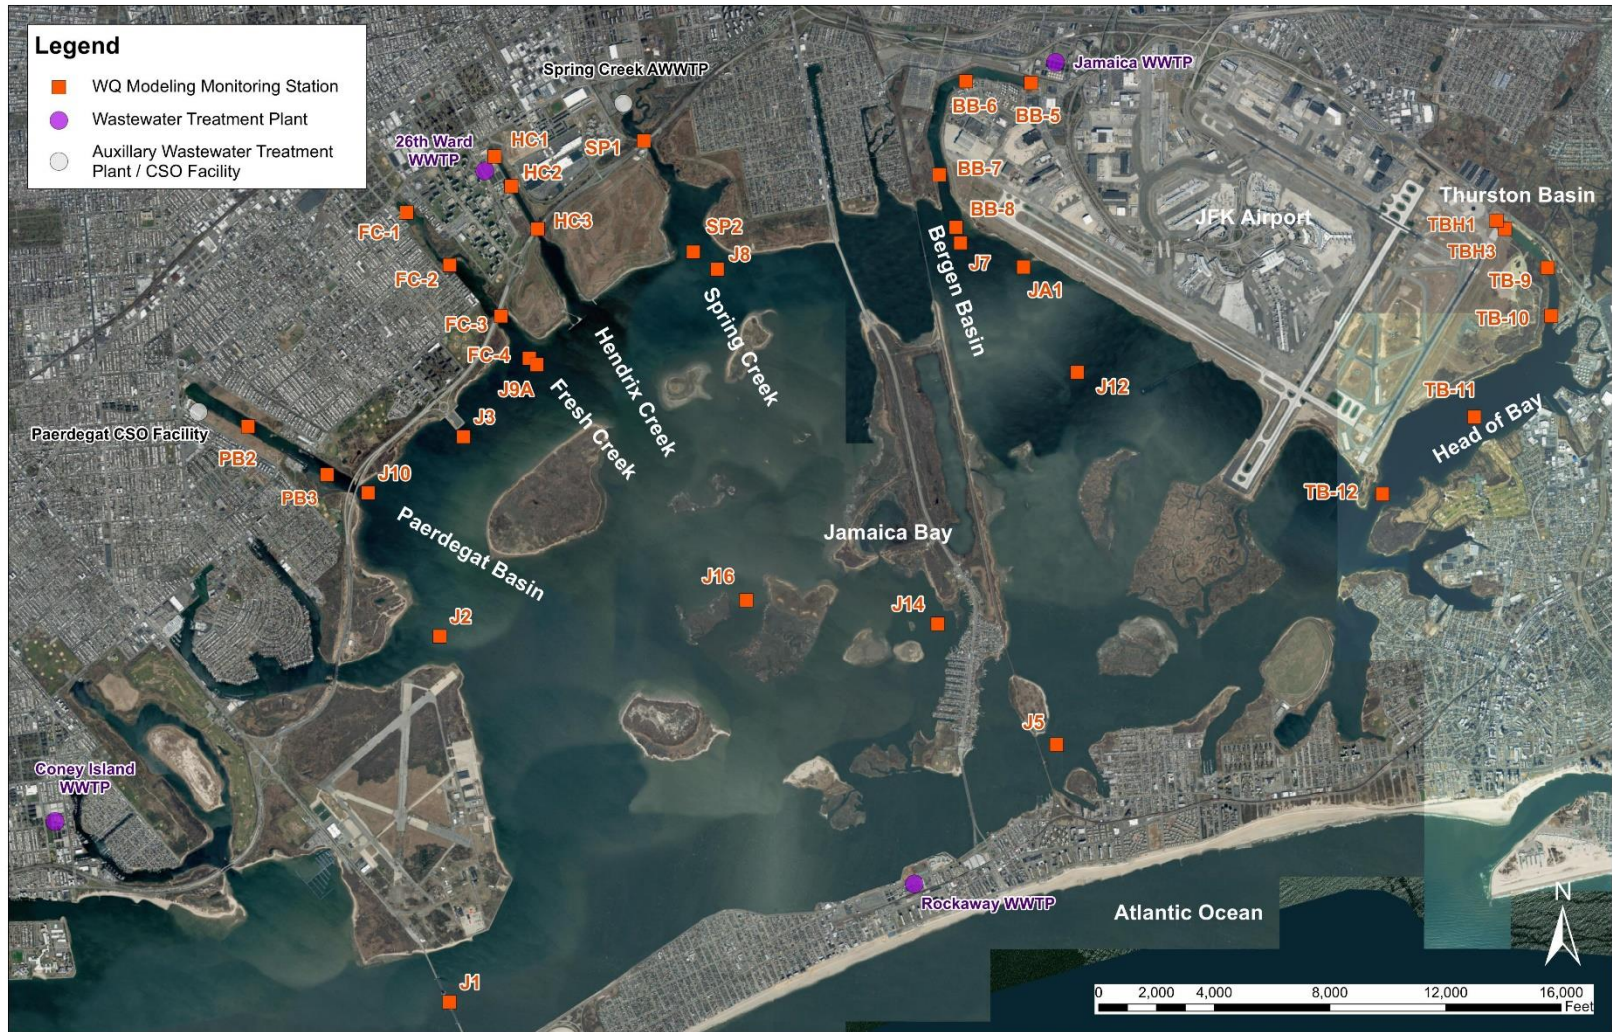 Legend
WQ Modeling Monitoring Station
Wastewater Treatment Plant
Auxillary Wastewater Treatment
Plant / CSO Facility
Spring Creek AWWTP
Jamaica WWTP
BB-6
BB-5
26th Ward
WWTP
HC1
SP1
HC2
BB-7
Thurston Basin
FC-1
HC3
SP2
BB-8
JFK Airport
TBH1
TBH3
FC-2
J8
J7
JA1
TB-9
Bergen Basin
Spring Creek
FC-3
TB-10
Hendrix Creek
FC-4
J9A
Fresh Creek
J12
TB-11
Head of Bay
J3
Paerdegat CSO Facility
PB2
PB3
J10
TB-12
Paerdegat Basin
Jamaica Bay
J16
J14
J2
J5
Coney Island
WWTP
Rockaway WWTP
Atlantic Ocean
N
J1
0 2,000 4,000 8,000 12,000 16,000
Feet